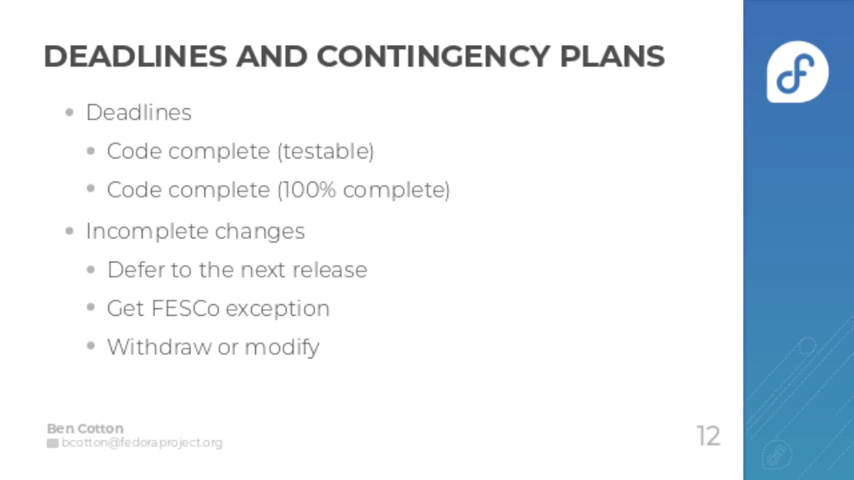 DEADLINES AND CONTINGENCY PLANS
• Deadlines
• Code complete (testable)
• Code complete (100% complete)
• Incomplete changes
• Defer to the next release
• Get FESCo exception
• Withdraw or modify
Ben Cotton
bcotton@fedoraproject.org
12